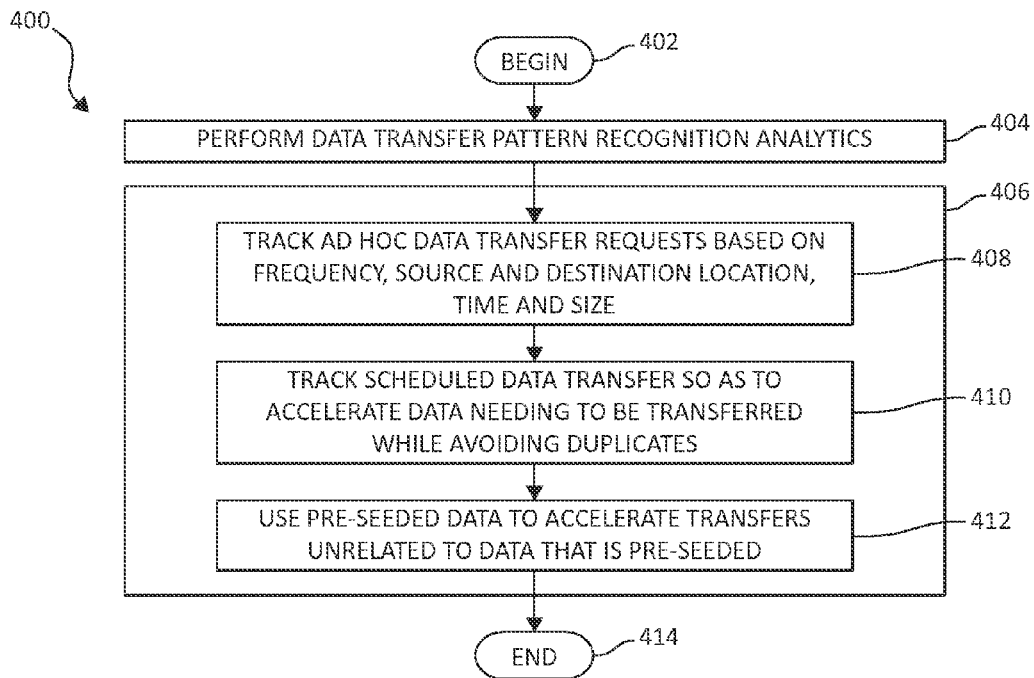 400
BEGIN
402
PERFORM DATA TRANSFER PATTERN RECOGNITION ANALYTICS
404
406
TRACK AD HOC DATA TRANSFER REQUESTS BASED ON
FREQUENCY, SOURCE AND DESTINATION LOCATION,
TIME AND SIZE
408
TRACK SCHEDULED DATA TRANSFER SO AS TO
ACCELERATE DATA NEEDING TO BE TRANSFERRED
WHILE AVOIDING DUPLICATES
410
USE PRE-SEEDED DATA TO ACCELERATE TRANSFERS
UNRELATED TO DATA THAT IS PRE-SEEDED
412
END
414